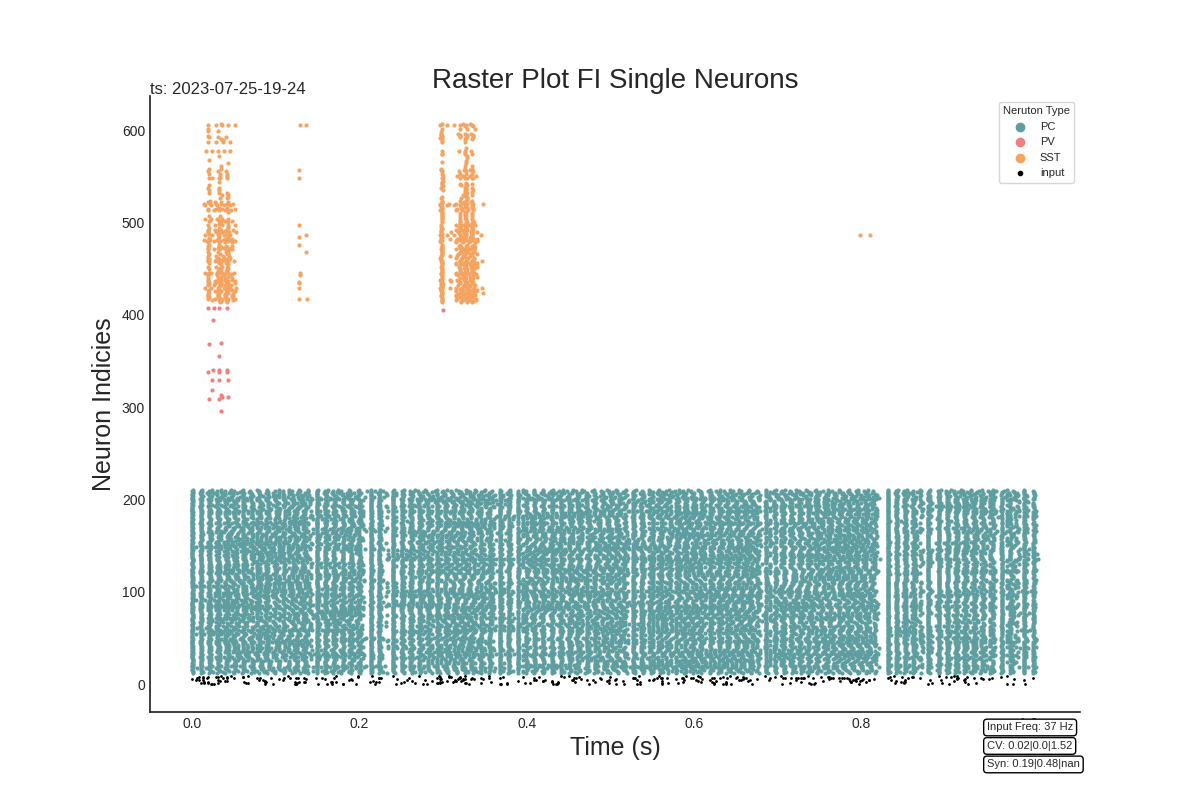 Raster Plot FI Single Neurons
ts: 2023-07-25-19-24
Neruton Type
PC
PV
SST
input
Neuron Indicies
600
500
400
300
200
100
0
0.0 0.2 0.4 0.6 0.8
Time (s)
Input Freq: 37 Hz
CV: 0.02|0.0|1.52
Syn: 0.19|0.48|nan